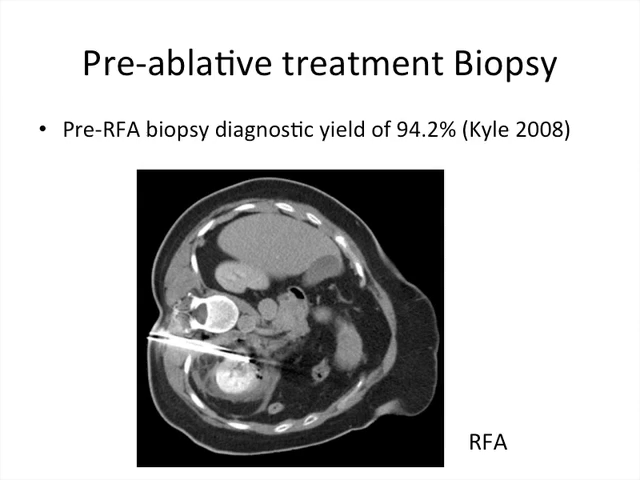 Pre-ablative treatment Biopsy
• Pre-RFA biopsy diagnostic yield of 94.2% (Kyle 2008)
RFA